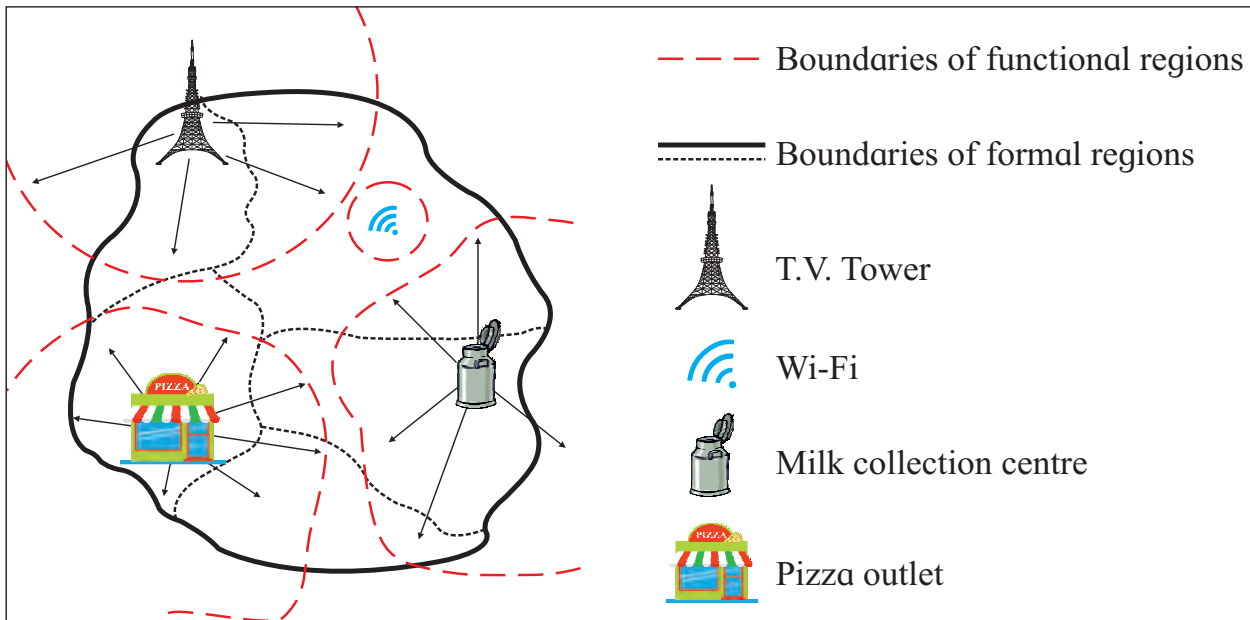 PIZZA
Boundaries of functional regions
Boundaries of formal regions
T.V. Tower
Wi-Fi
Milk collection centre
PIZZA
Pizza outlet